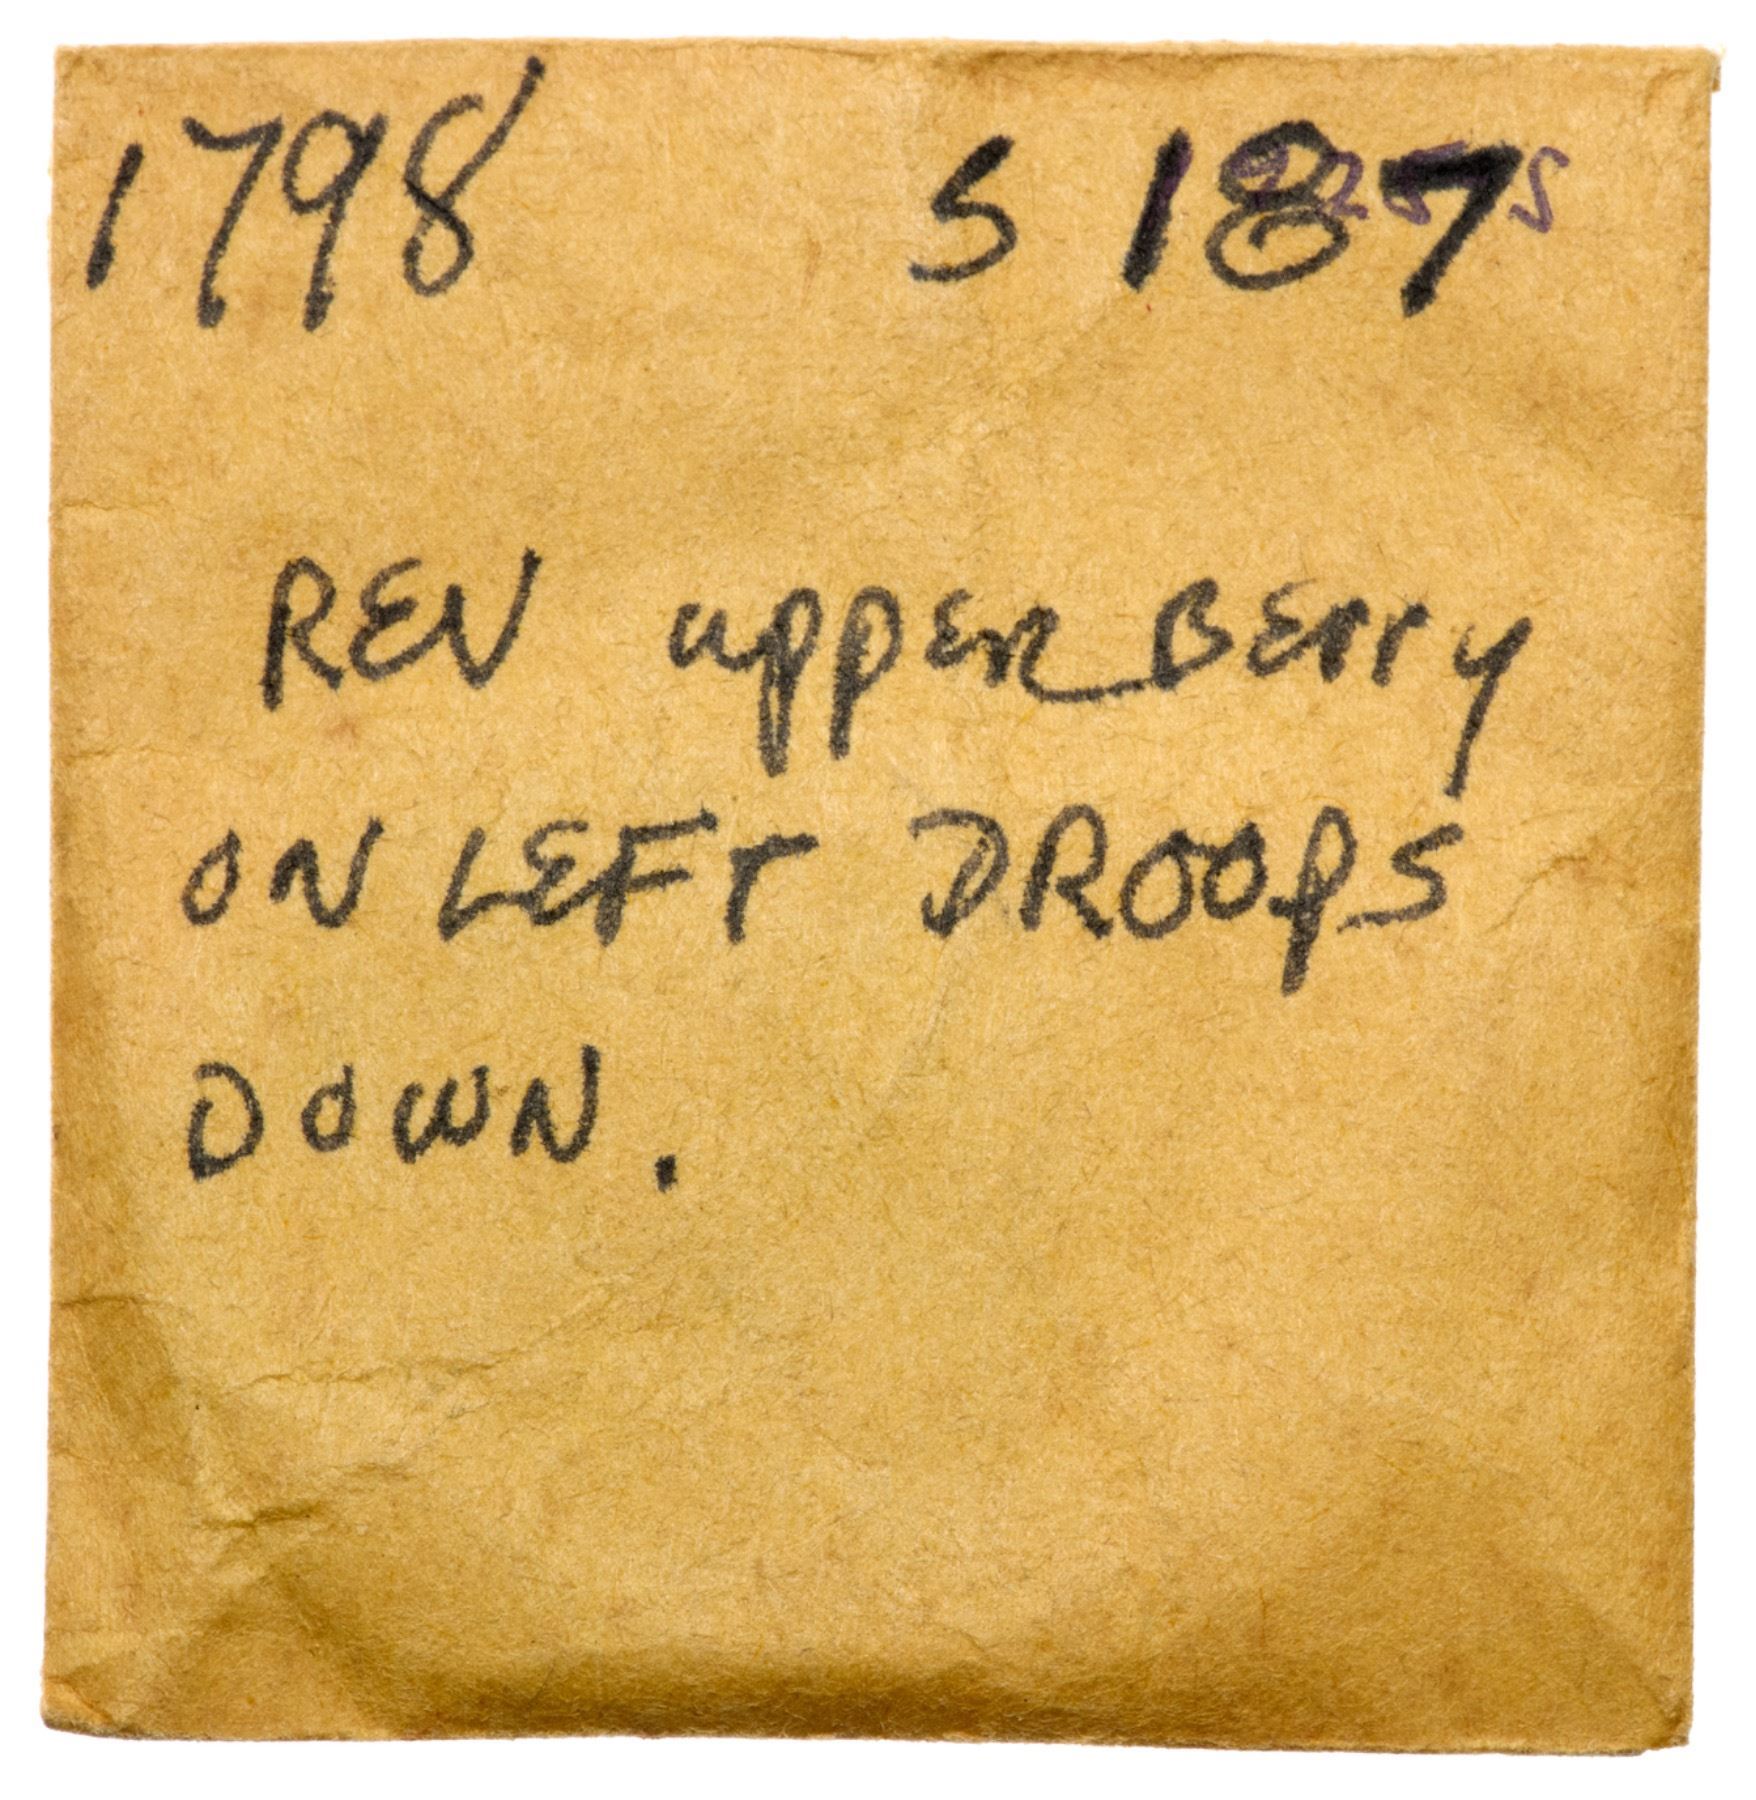 1798 S 187
REV uppER BErry
ON LEFT DROOpS
DOWN.